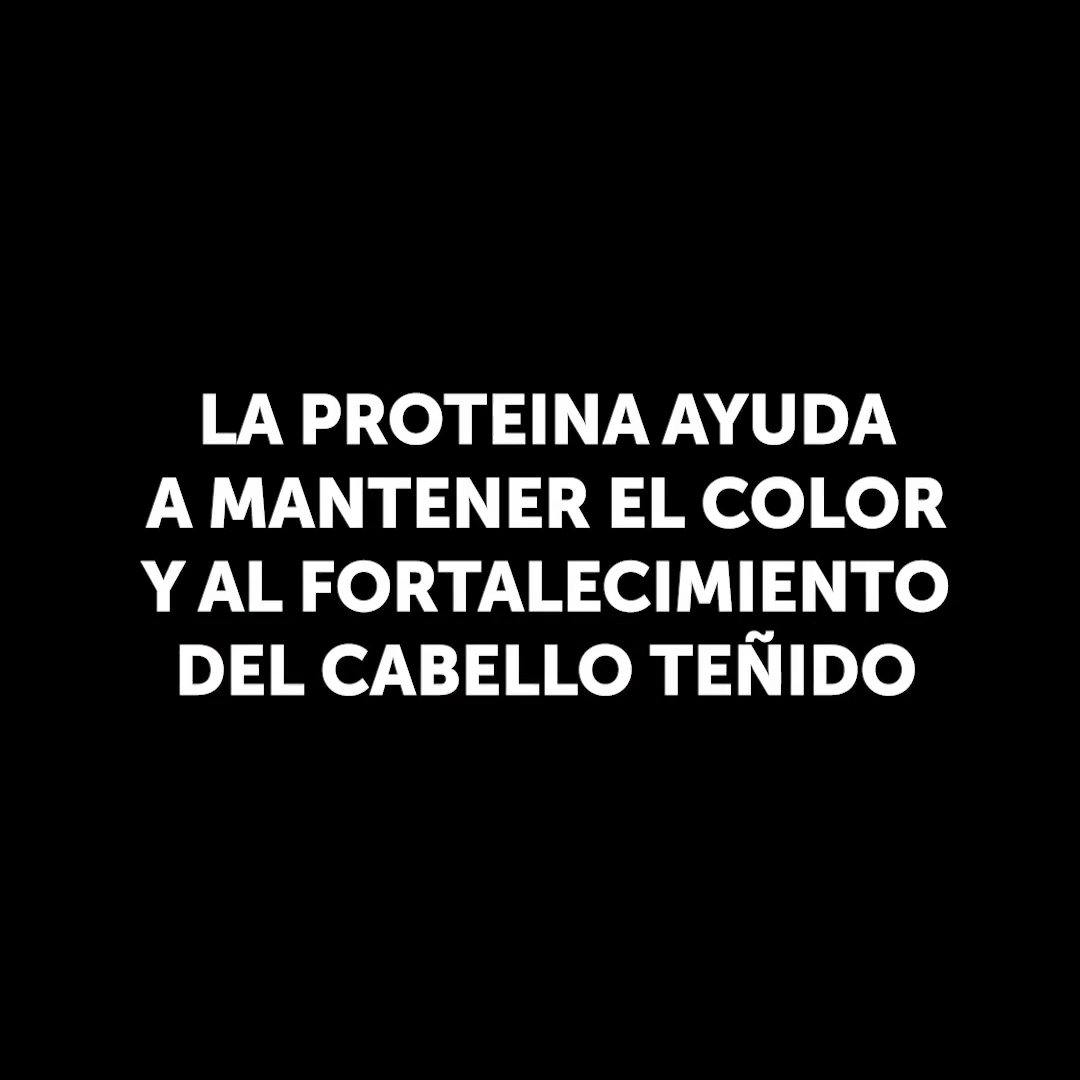 LA PROTEINA AYUDA
A MANTENER EL COLOR
Y AL FORTALECIMIENTO
DEL CABELLO TEÑIDO